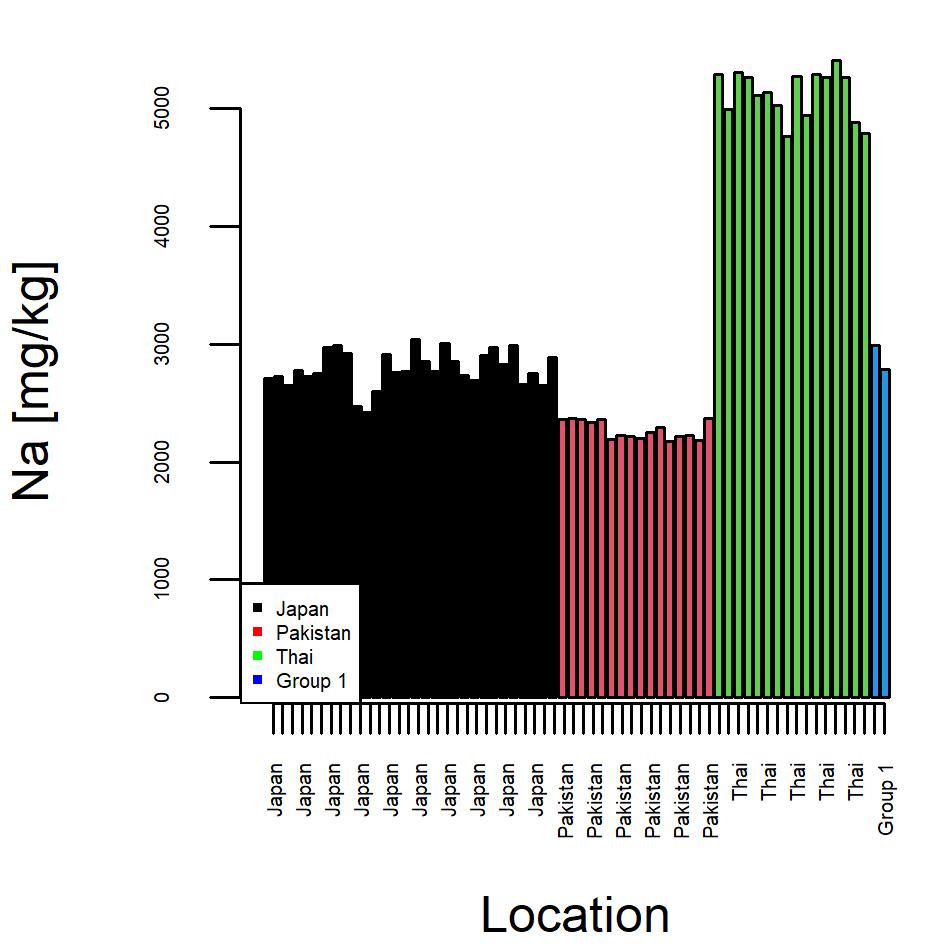 Na [mg/kg]
5000
4000
3000
2000
1000
0
Japan
Pakistan
Thai
Group 1
Japan
Japan
Japan
Japan
Japan
Japan
Japan
Japan
Japan
Japan
Pakistan
Pakistan
Pakistan
Pakistan
Pakistan
Pakistan
Thai
Thai
Thai
Thai
Thai
Group 1
Location